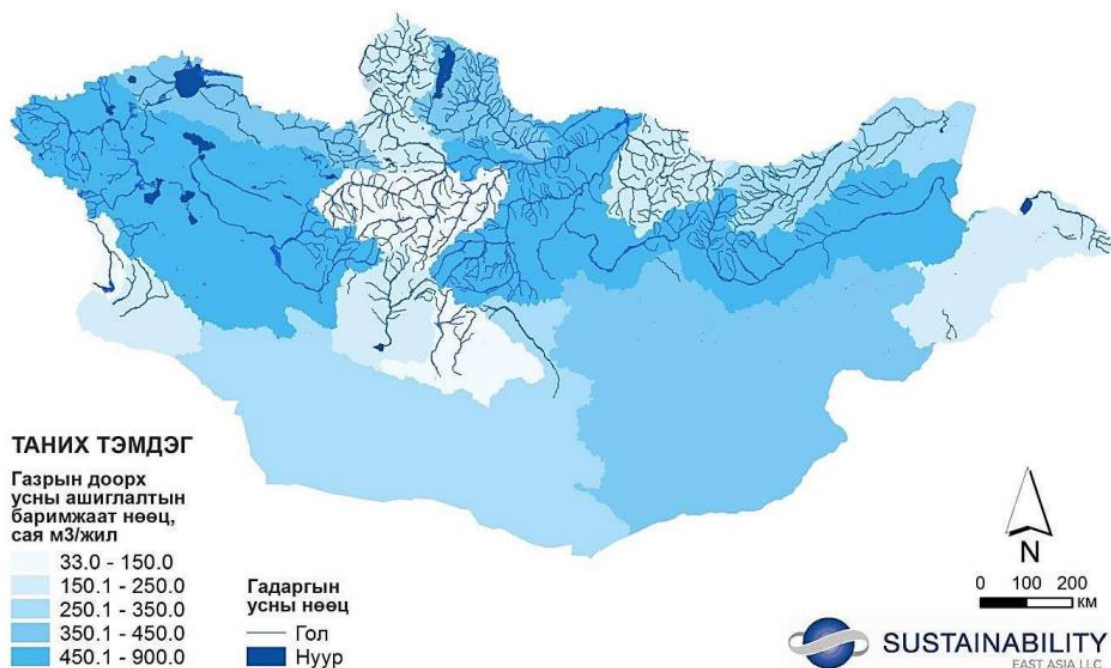 ТАНИХ ТЭМДЭГ
Газрын доорх
усны ашиглалтын
баримжаат нөөц,
сая м3/жил
33.0 - 150.0
150.1 - 250.0
250.1 - 350.0
350.1 - 450.0
450.1 - 900.0
Гадаргын
усны нөөц
Гол
Нуур
N
0 100 200
км
SUSTAINABILITY
EAST ASIA LLC